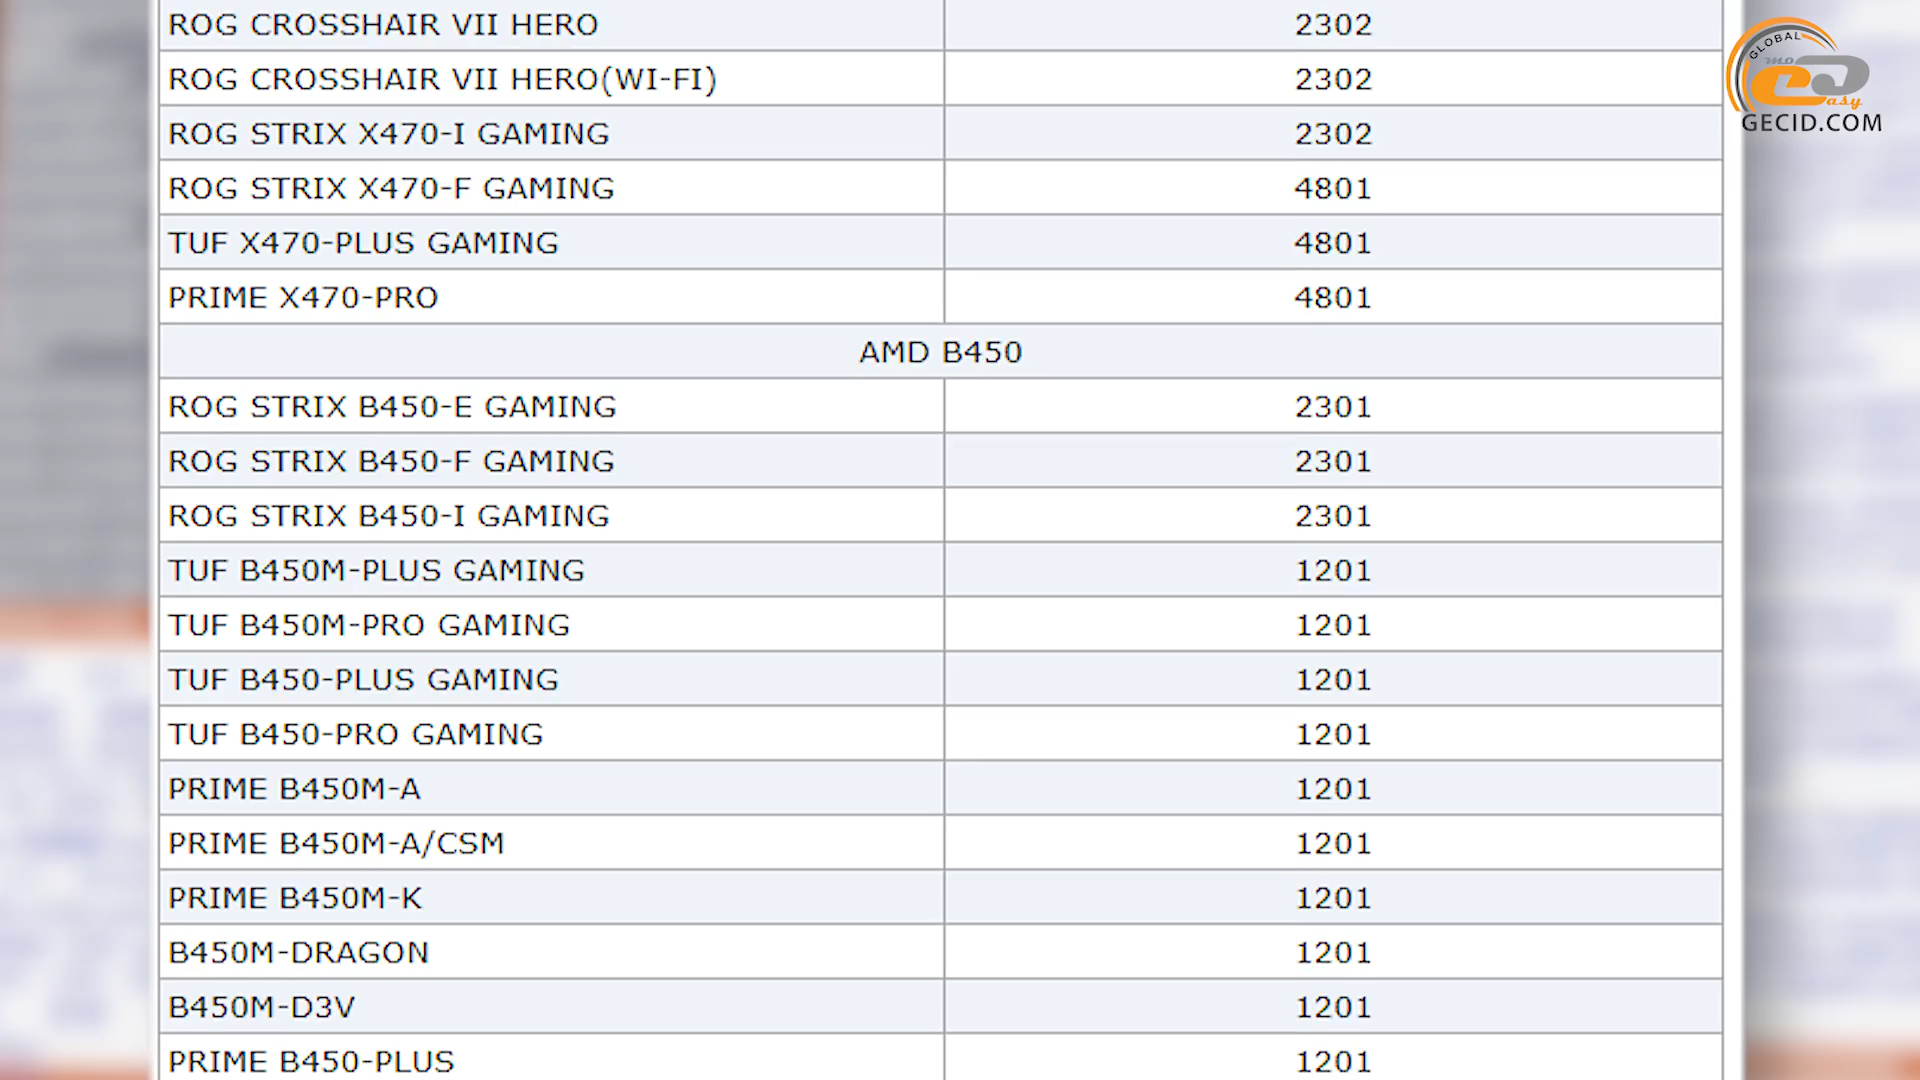 ROG CROSSHAIR VII HERO 2302
ROG CROSSHAIR VII HERO(WI-FI) 2302
ROG STRIX X470-I GAMING 2302
ROG STRIX X470-F GAMING 4801
TUF X470-PLUS GAMING 4801
PRIME X470-PRO 4801
AMD B450
ROG STRIX B450-E GAMING 2301
ROG STRIX B450-F GAMING 2301
ROG STRIX B450-I GAMING 2301
TUF B450M-PLUS GAMING 1201
TUF B450M-PRO GAMING 1201
TUF B450-PLUS GAMING 1201
TUF B450-PRO GAMING 1201
PRIME B450M-A 1201
PRIME B450M-A/CSM 1201
PRIME B450M-K 1201
B450M-DRAGON 1201
B450M-D3V 1201
PRIME B450-PLUS 1201
GLOBAL
asy
GECID.COM